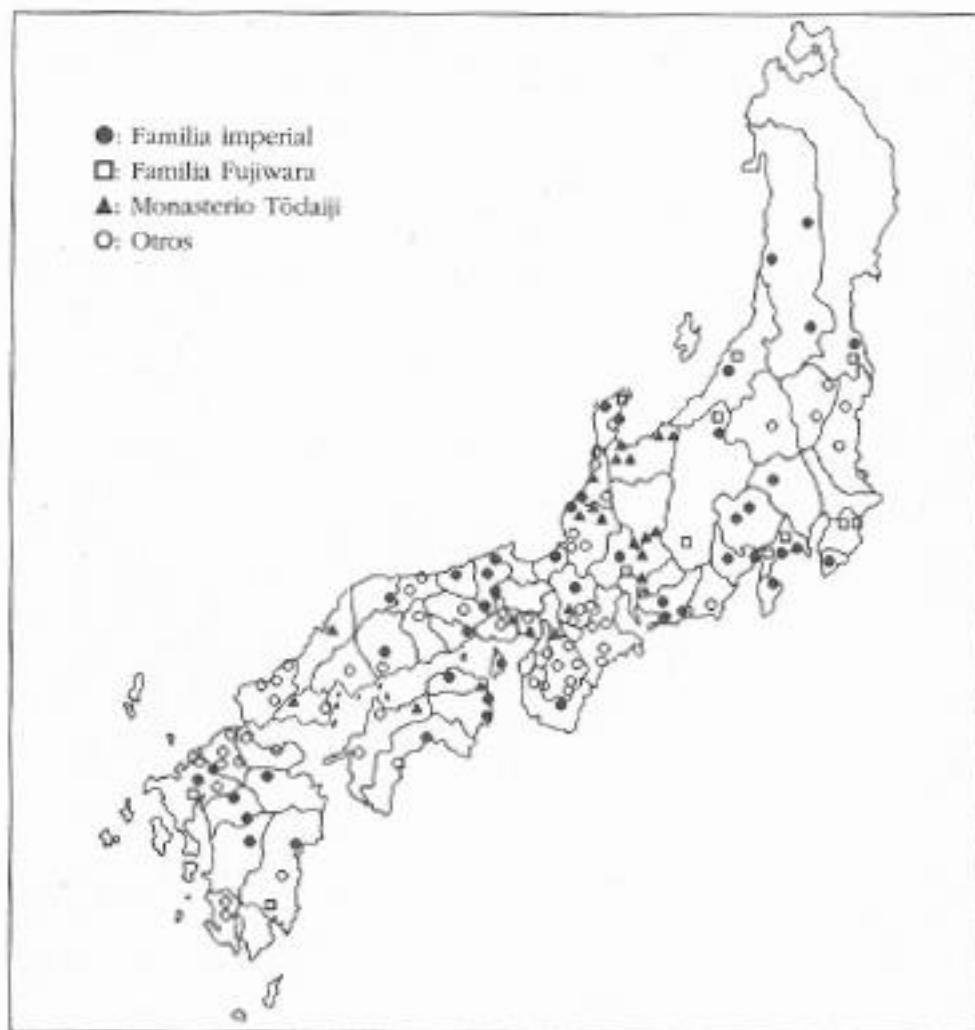 ●: Familia imperial
□: Familia Fujiwara
▲: Monasterio Tōdaiji
○: Otros